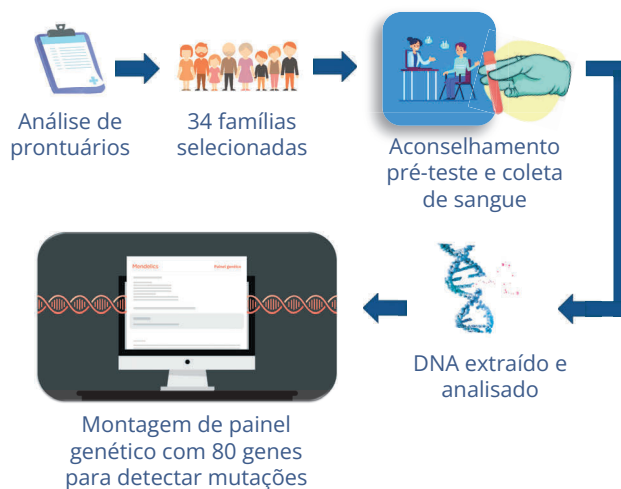 Análise de
prontuários
34 famílias
selecionadas
Aconselhamento
pré-teste e coleta
de sangue
DNA extraído e
analisado
Mendelics
Painel genético
Montagem de painel
genético com 80 genes
para detectar mutações